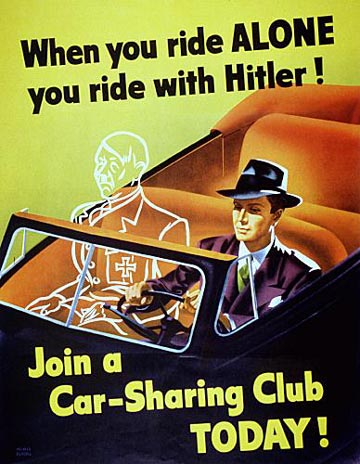 When you ride ALONE
you ride with Hitler !
Join a
Car-Sharing Club
TODAY !